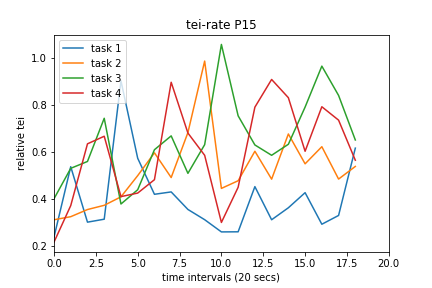 tei-rate P15
task 1
task 2
task 3
task 4
relative tei
1.0
0.8
0.6
0.4
0.2
0.0 2.5 5.0 7.5 10.0 12.5 15.0 17.5 20.0
time intervals (20 secs)